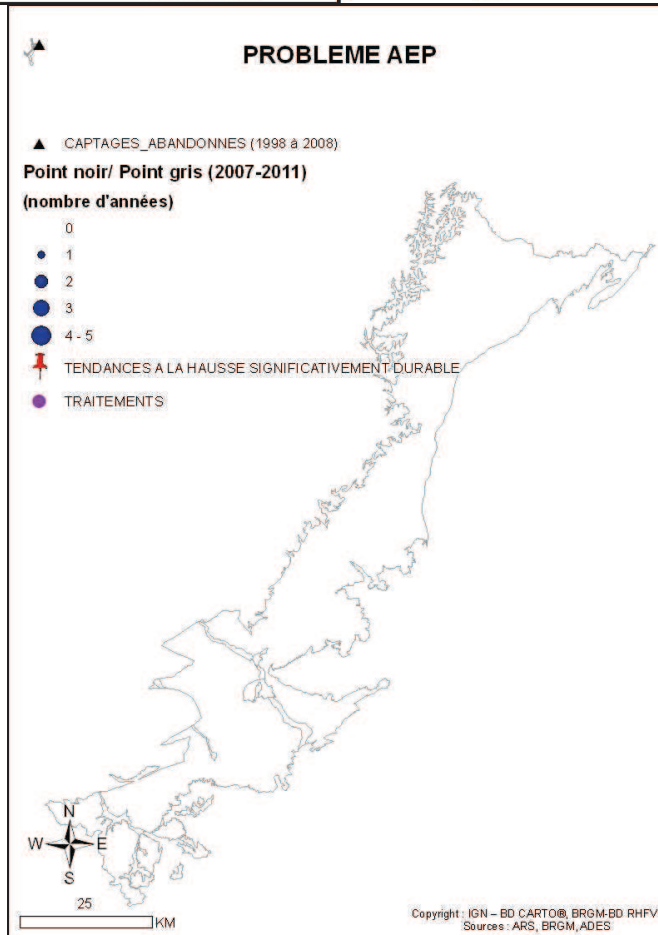 PROBLEME AEP
CAPTAGES_ABANDONNES (1998 à 2008)
Point noir/ Point gris (2007-2011)
(nombre d'années)
0
1
2
3
4 - 5
TENDANCES A LA HAUSSE SIGNIFICATIVEMENT DURABLE
TRAITEMENTS
N
W E
S
25
KM
Copyright : IGN – BD CARTO®, BRGM-BD RHFV
Sources : ARS, BRGM, ADES